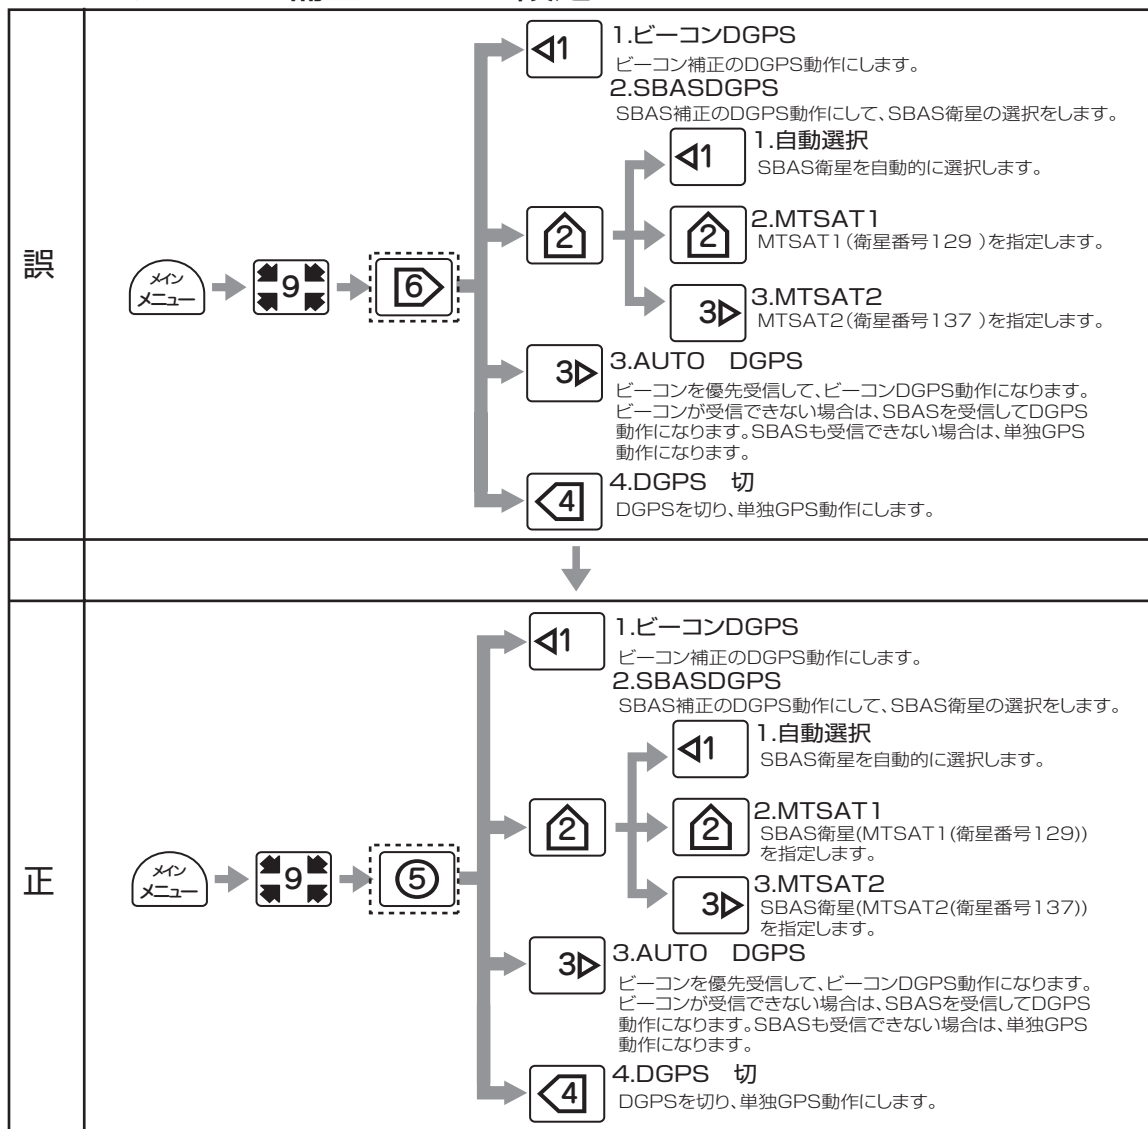 1.ビーコンDGPS
ビーコン補正のDGPS動作にします。
2.SBASDGPS
SBAS補正のDGPS動作にして、SBAS衛星の選択をします。
1
1.自動選択
SBAS衛星を自動的に選択します。
1
2
2.MTSAT1
MTSAT1(衛星番号129 )を指定します。
2
3.MTSAT2
MTSAT2(衛星番号137 )を指定します。
3
誤
メイン
メニュー
9
6
3
3.AUTO DGPS
ビーコンを優先受信して、ビーコンDGPS動作になります。
ビーコンが受信できない場合は、SBASを受信してDGPS
動作になります。SBASも受信できない場合は、単独GPS
動作になります。
4
4.DGPS 切
DGPSを切り、単独GPS動作にします。
1
1.ビーコンDGPS
ビーコン補正のDGPS動作にします。
2.SBASDGPS
SBAS補正のDGPS動作にして、SBAS衛星の選択をします。
1
1.自動選択
SBAS衛星を自動的に選択します。
2
2
2.MTSAT1
SBAS衛星(MTSAT1(衛星番号129))
を指定します。
3
3.MTSAT2
SBAS衛星(MTSAT2(衛星番号137))
を指定します。
正
メイン
メニュー
9
5
3
3.AUTO DGPS
ビーコンを優先受信して、ビーコンDGPS動作になります。
ビーコンが受信できない場合は、SBASを受信してDGPS
動作になります。SBASも受信できない場合は、単独GPS
動作になります。
4
4.DGPS 切
DGPSを切り、単独GPS動作にします。